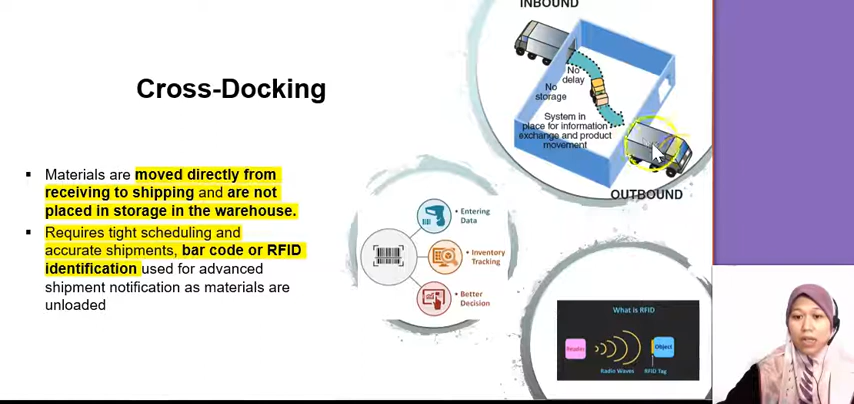 INBOUND
No
delay
No
storage
System in
place for information
exchange and product
movement
OUTBOUND
Cross-Docking
▪ Materials are moved directly from
receiving to shipping and are not
placed in storage in the warehouse.
▪ Requires tight scheduling and
accurate shipments, bar code or RFID
identification used for advanced
shipment notification as materials are
unloaded
• Entering
Data
• Inventory
Tracking
• Better
Decision
What is RFID
Reader
Object
Radio Waves
RFID Tag